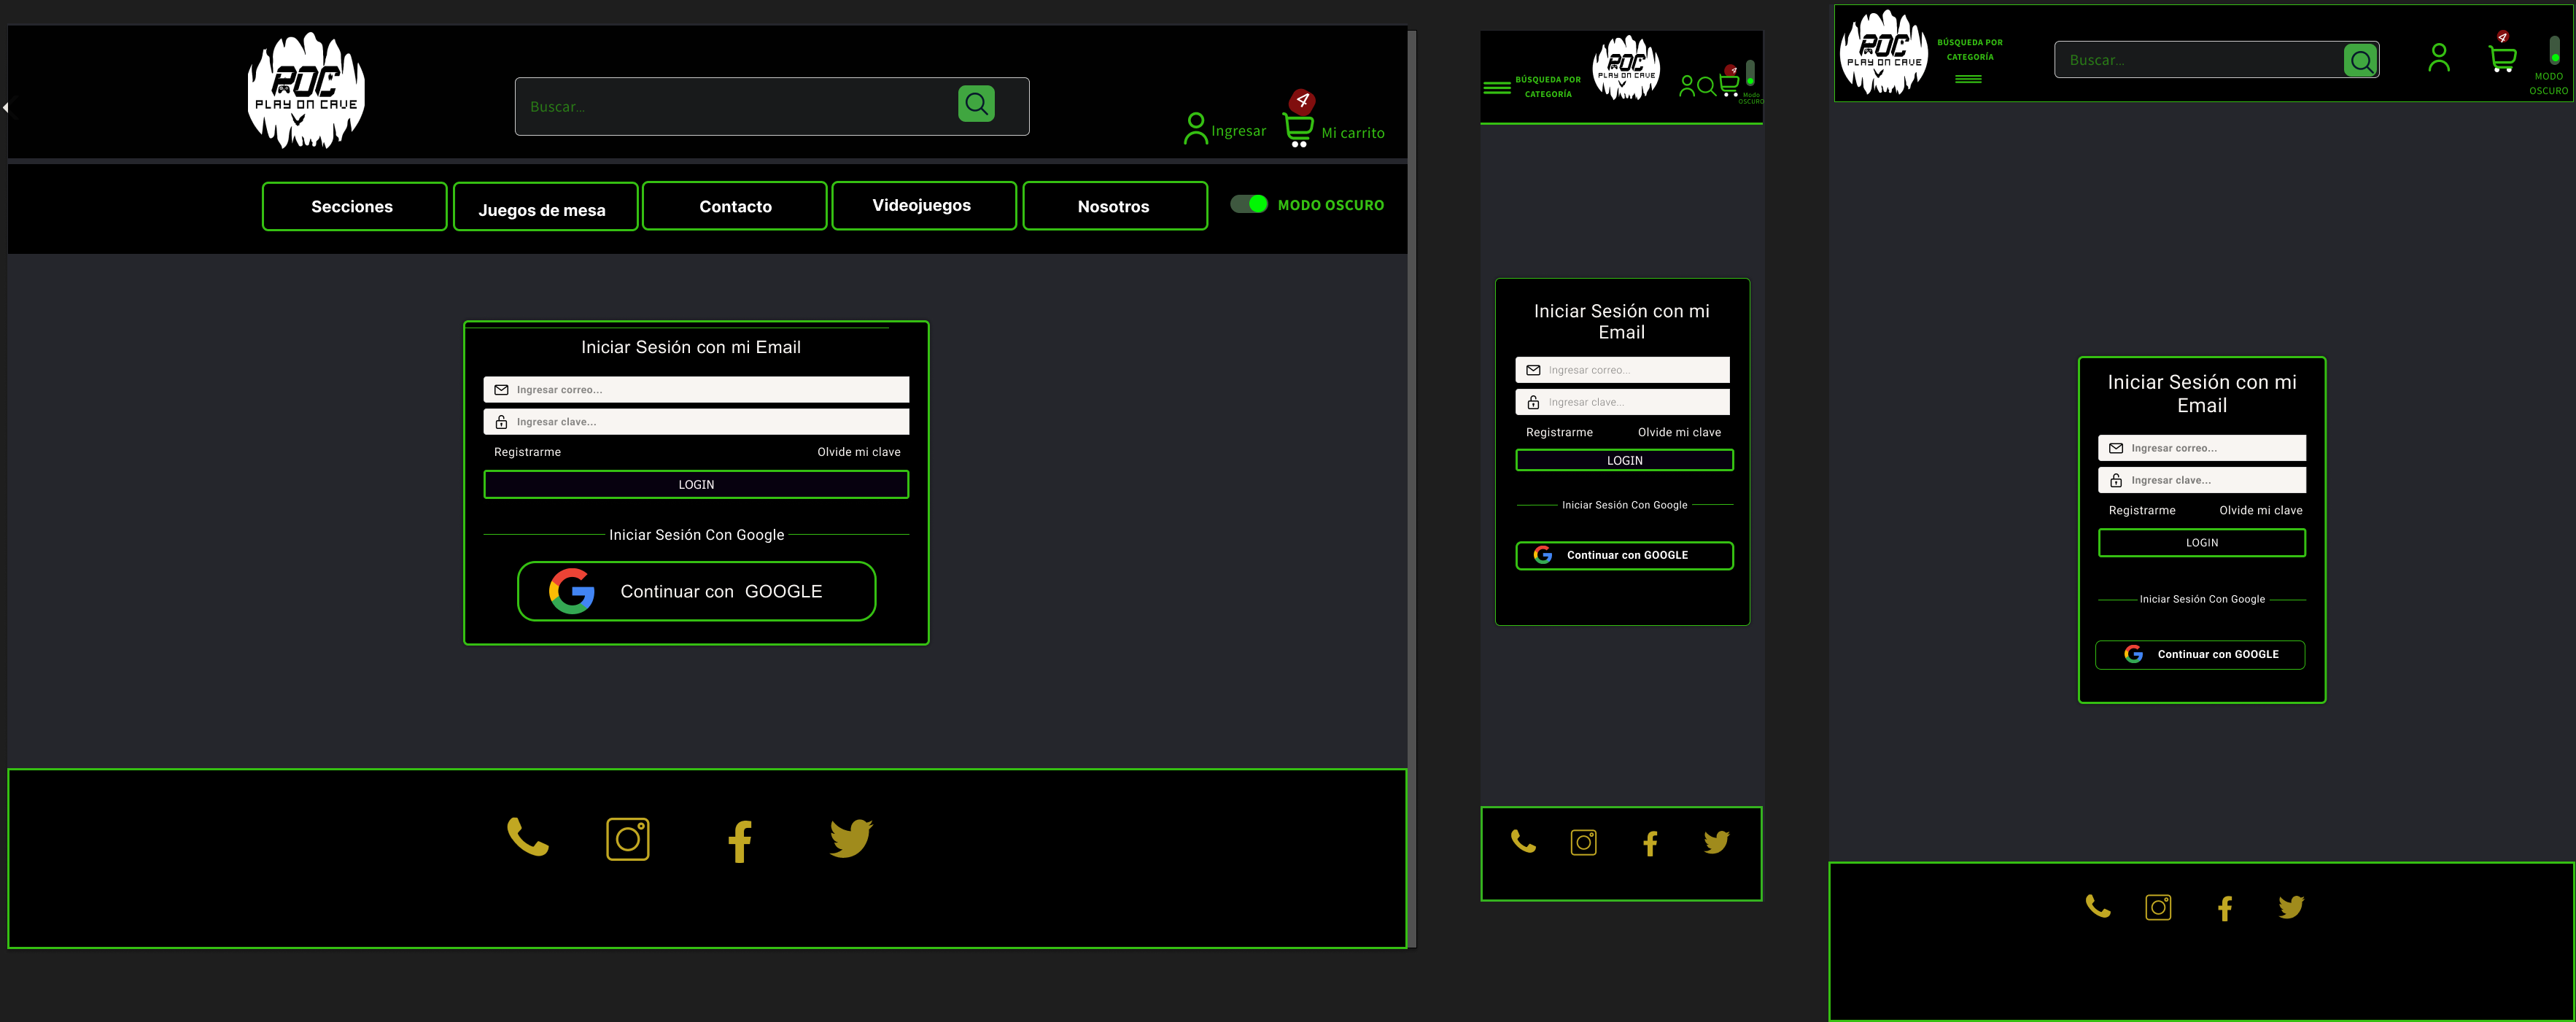 POC
PLAY ON CAVE
Buscar...
Ingresar
4
Mi carrito
Secciones
Juegos de mesa
Contacto
Videojuegos
Nosotros
MODO OSCURO
Iniciar Sesión con mi Email
Ingresar correo...
Ingresar clave...
Registrarme
Olvide mi clave
LOGIN
Iniciar Sesión Con Google
Continuar con GOOGLE
BÚSQUEDA POR
CATEGORÍA
POC
PLAY ON CAVE
4
Modo
OSCURO
Iniciar Sesión con mi
Email
Ingresar correo...
Ingresar clave...
Registrarme
Olvide mi clave
LOGIN
Iniciar Sesión Con Google
Continuar con GOOGLE
POC
PLAY ON CAVE
BÚSQUEDA POR
CATEGORÍA
Buscar...
4
MODO
OSCURO
Iniciar Sesión con mi
Email
Ingresar correo...
Ingresar clave...
Registrarme
Olvide mi clave
LOGIN
Iniciar Sesión Con Google
Continuar con GOOGLE